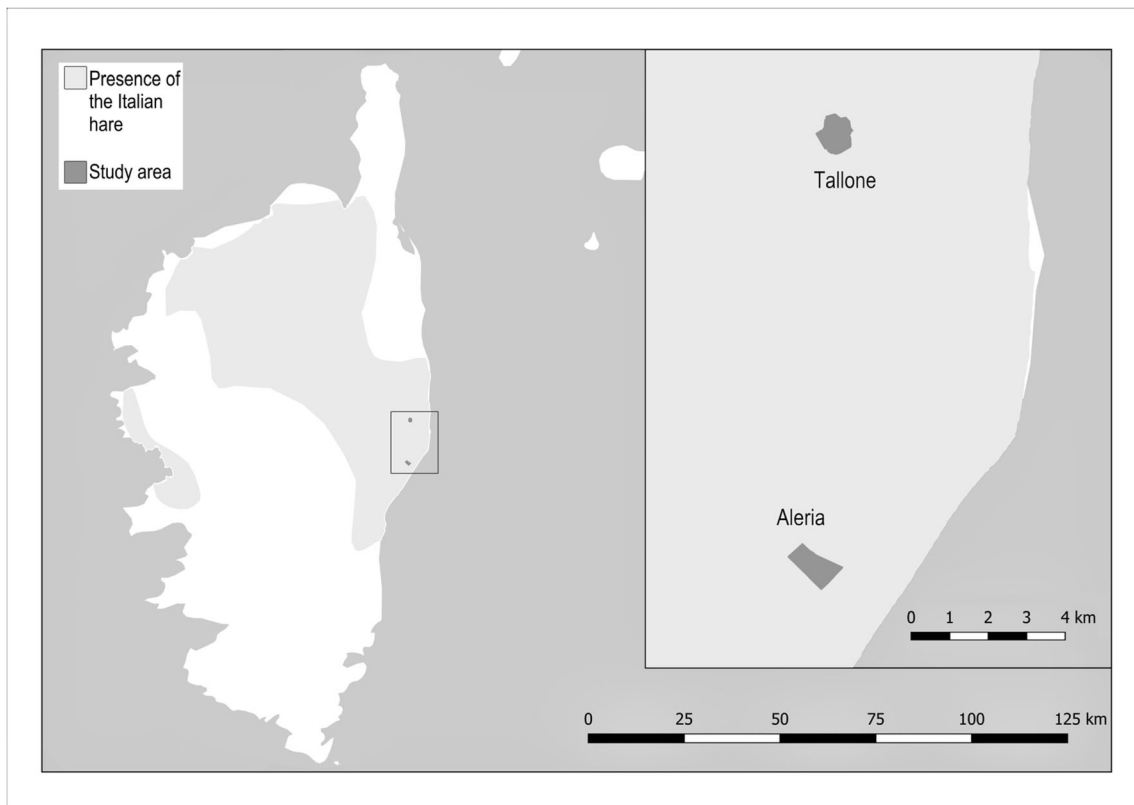 Presence of
the Italian
hare
Study area
Tallone
Aleria
0 1 2 3 4 km
0 25 50 75 100 125 km